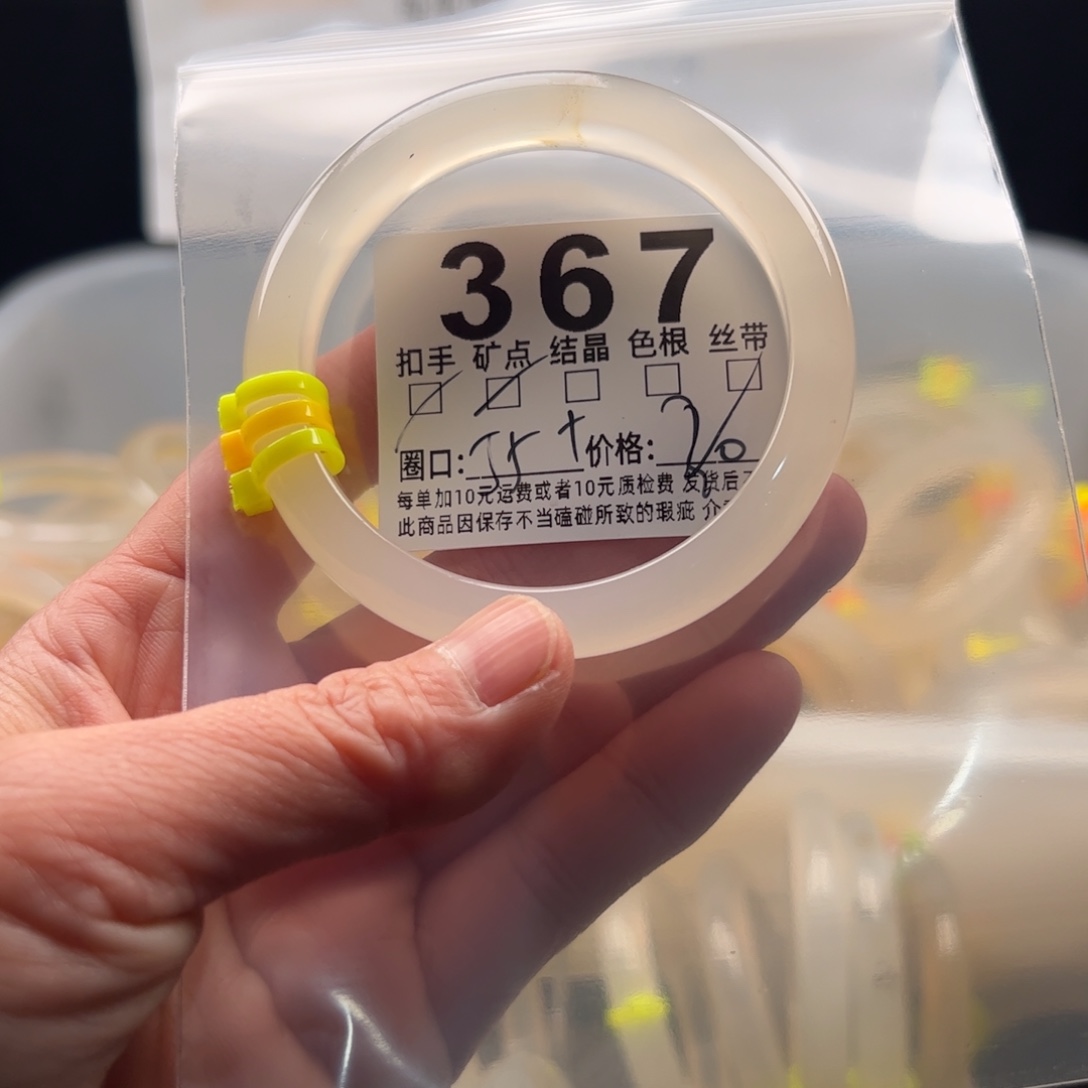 367
扣手 矿点 结晶 色根 丝带
圈口: 55+ 价格:
每单加10元运费或者10元质检费 发货后
此商品因保存不当磕碰所致的瑕疵 介